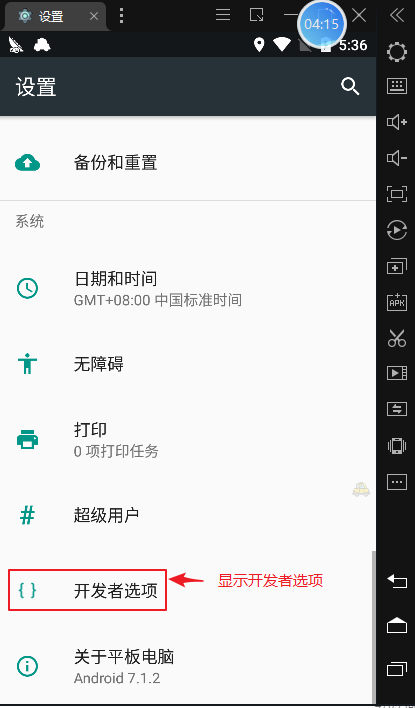 设置
04:15
5:36
设置
备份和重置
系统
日期和时间
GMT+08:00 中国标准时间
无障碍
打印
0 项打印任务
APK
超级用户
开发者选项
显示开发者选项
关于平板电脑
Android 7.1.2